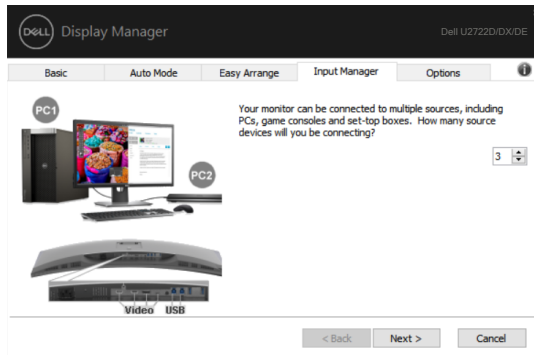 DELL Display Manager
Dell U2722D/DX/DE
Basic
Auto Mode
Easy Arrange
Input Manager
Options
PC1
PC2
Video USB
Your monitor can be connected to multiple sources, including
PCs, game consoles and set-top boxes. How many source
devices will you be connecting?
3
< Back
Next >
Cancel